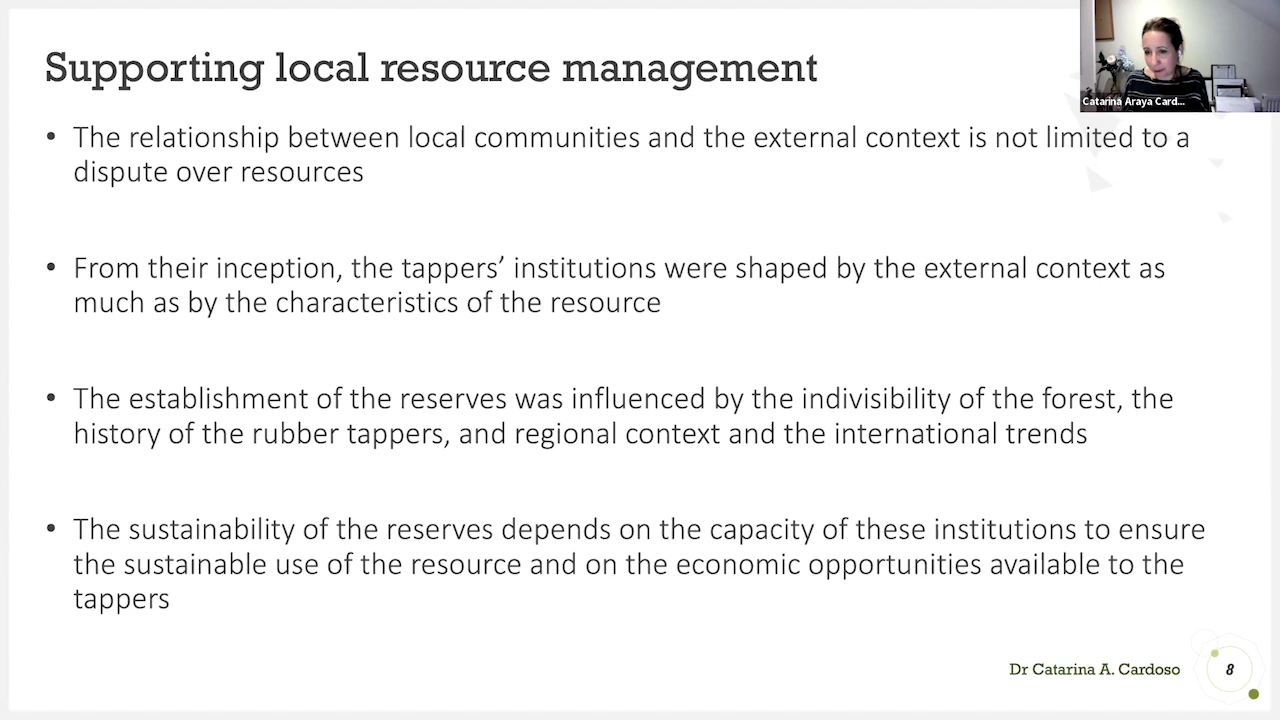 Supporting local resource management
Catarina Araya Card...
• The relationship between local communities and the external context is not limited to a
dispute over resources
• From their inception, the tappers’ institutions were shaped by the external context as
much as by the characteristics of the resource
• The establishment of the reserves was influenced by the indivisibility of the forest, the
history of the rubber tappers, and regional context and the international trends
• The sustainability of the reserves depends on the capacity of these institutions to ensure
the sustainable use of the resource and on the economic opportunities available to the
tappers
Dr Catarina A. Cardoso
8